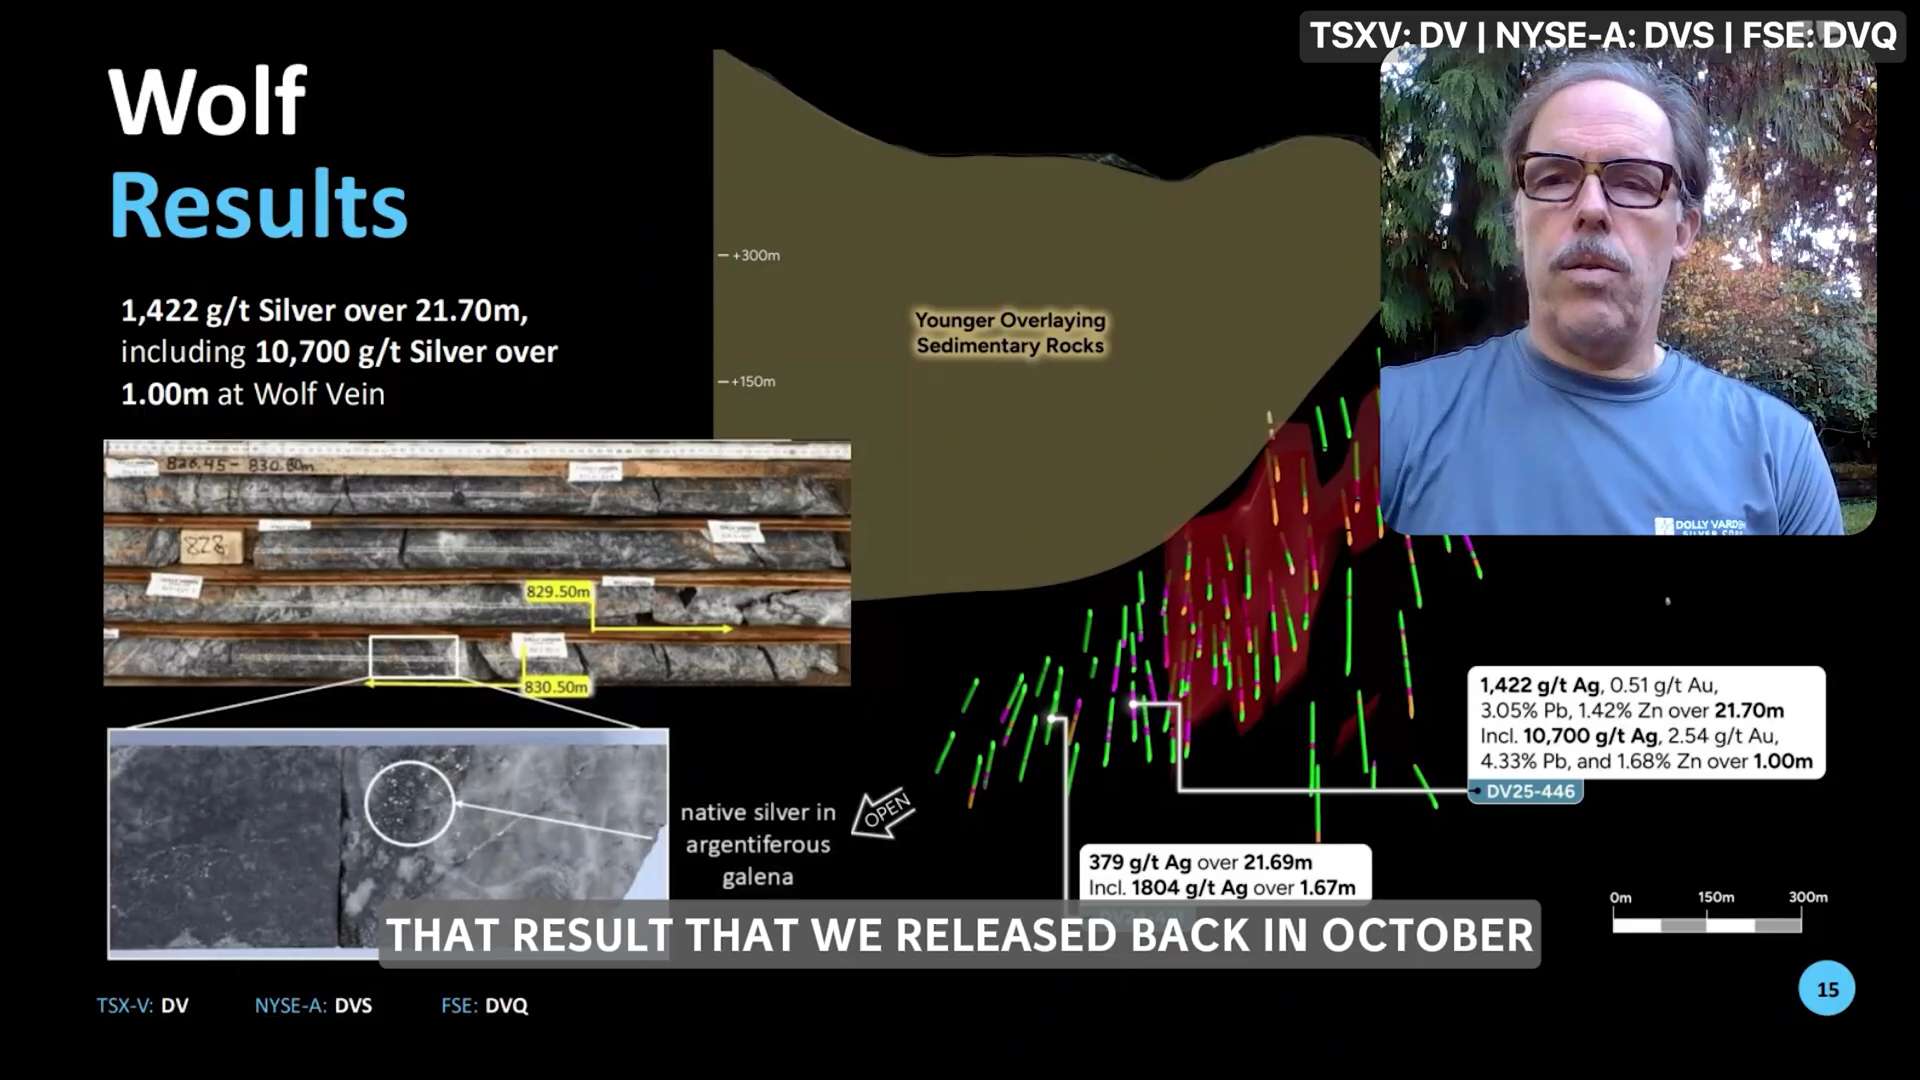 TSXV: DV | NYSE-A: DVS | FSE: DVQ
Wolf
Results
1,422 g/t Silver over 21.70m,
including 10,700 g/t Silver over
1.00m at Wolf Vein
+300m
+150m
Younger Overlaying
Sedimentary Rocks
826.45 - 830.80m
828
829.50m
830.50m
native silver in
argentiferous
galena
OPEN
DOLLY VARDEN
1,422 g/t Ag, 0.51 g/t Au,
3.05% Pb, 1.42% Zn over 21.70m
Incl. 10,700 g/t Ag, 2.54 g/t Au,
4.33% Pb, and 1.68% Zn over 1.00m
DV25-446
379 g/t Ag over 21.69m
Incl. 1804 g/t Ag over 1.67m
0m 150m 300m
THAT RESULT THAT WE RELEASED BACK IN OCTOBER
TSX-V: DV NYSE-A: DVS FSE: DVQ
15